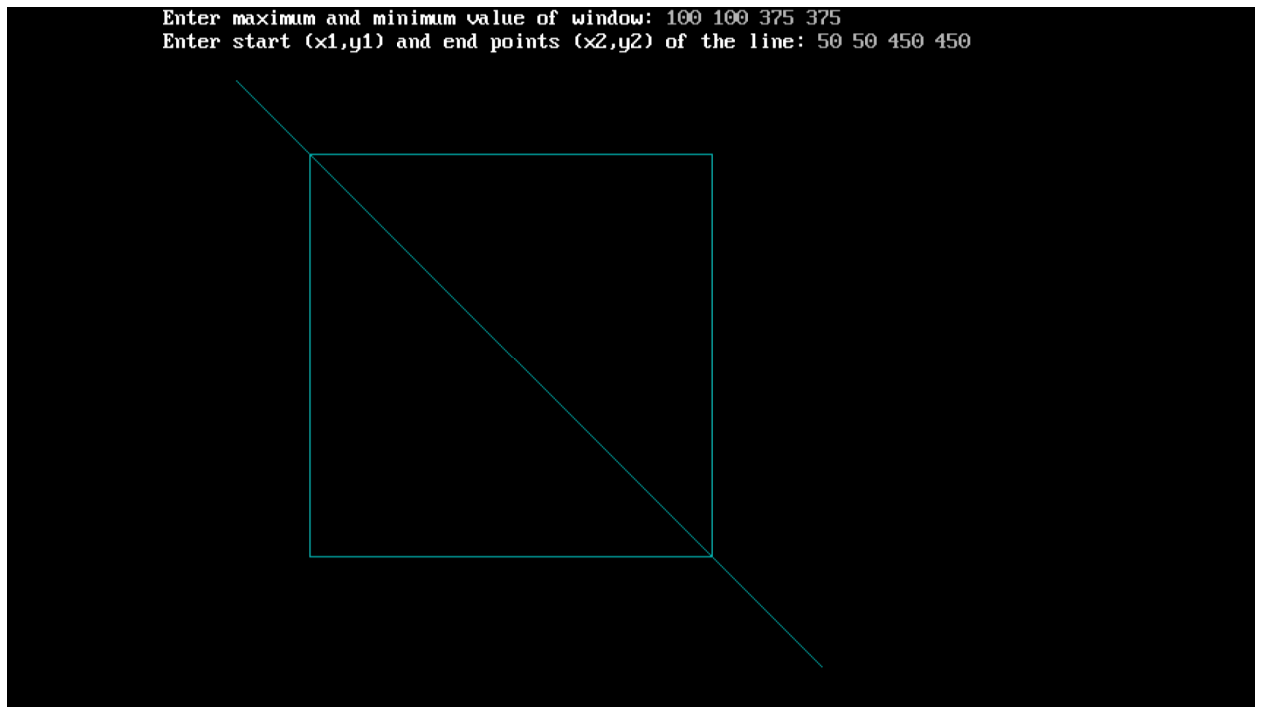 Enter maximum and minimum value of window: 100 100 375 375
Enter start (x1,y1) and end points (x2,y2) of the line: 50 50 450 450